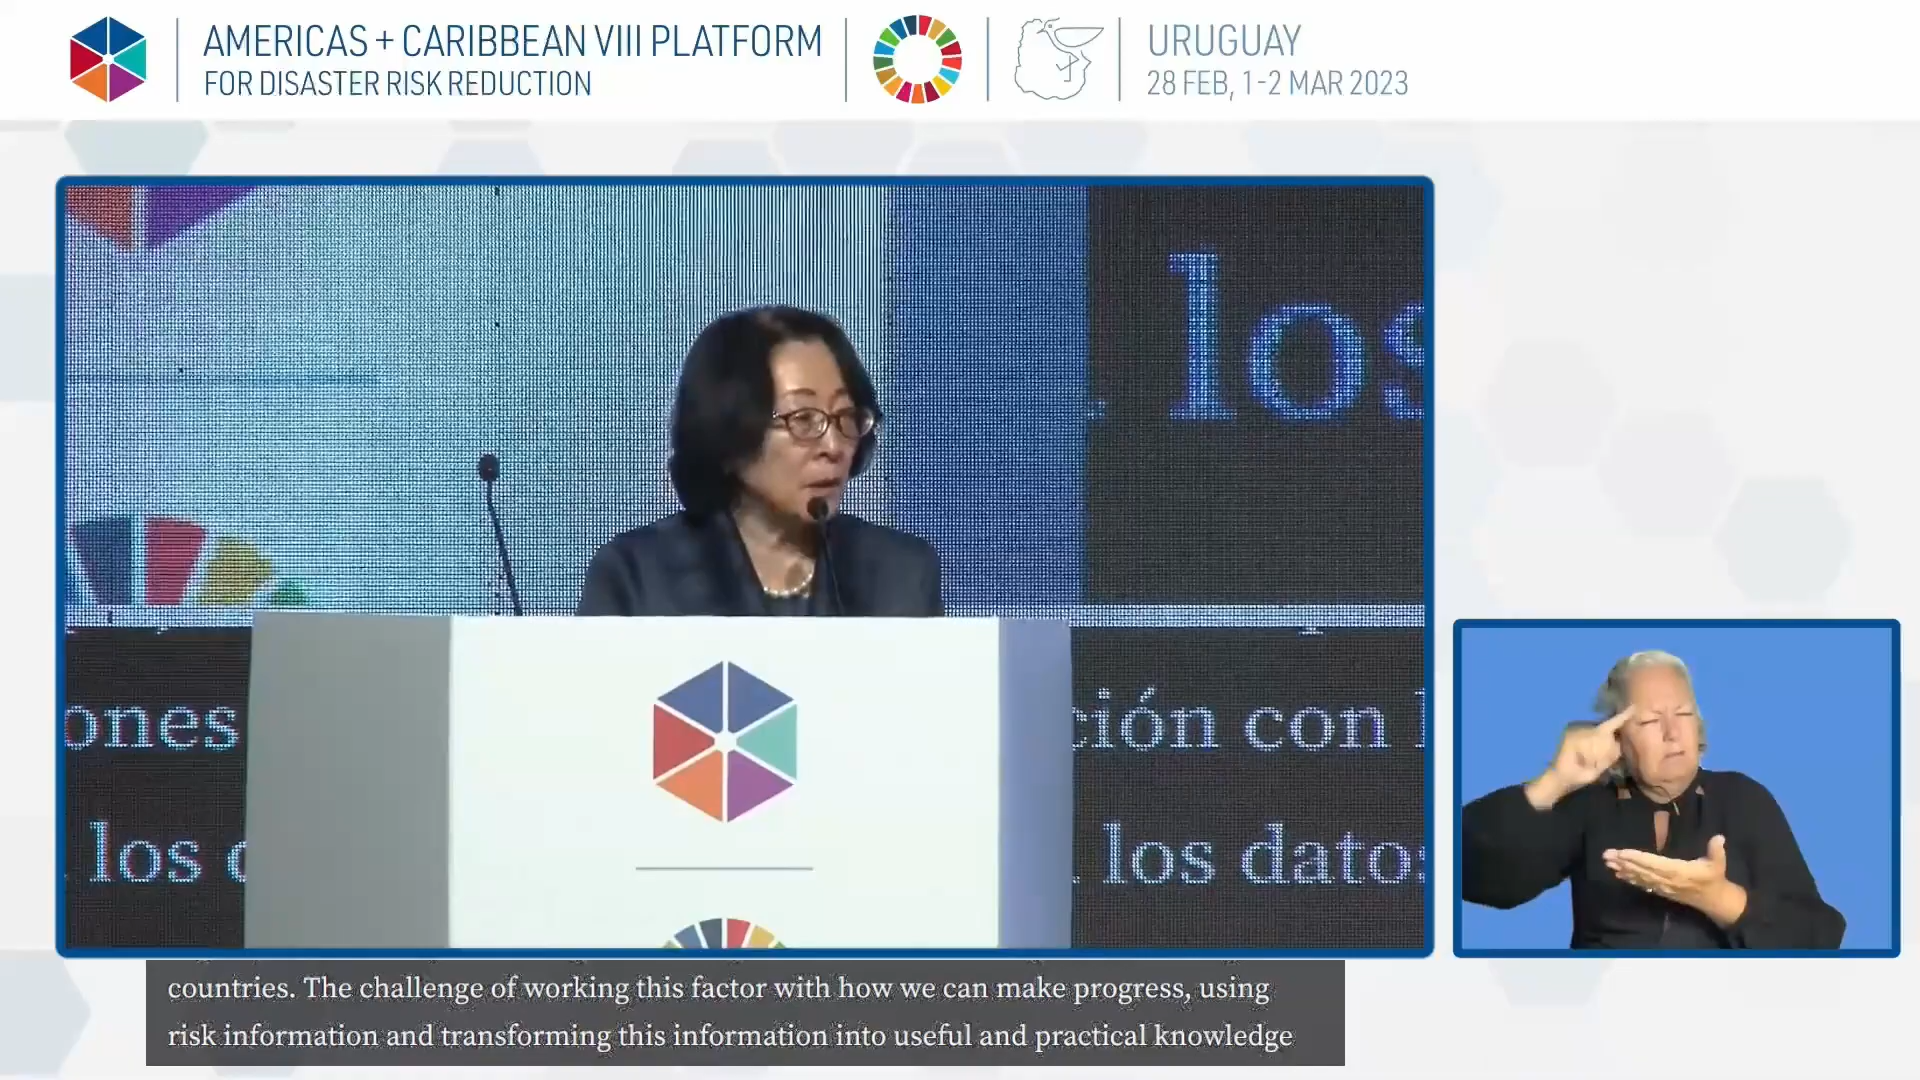 AMERICAS + CARIBBEAN VIII PLATFORM
FOR DISASTER RISK REDUCTION
URUGUAY
28 FEB, 1-2 MAR 2023
los
ones
ción con
los
los datos
countries. The challenge of working this factor with how we can make progress, using
risk information and transforming this information into useful and practical knowledge